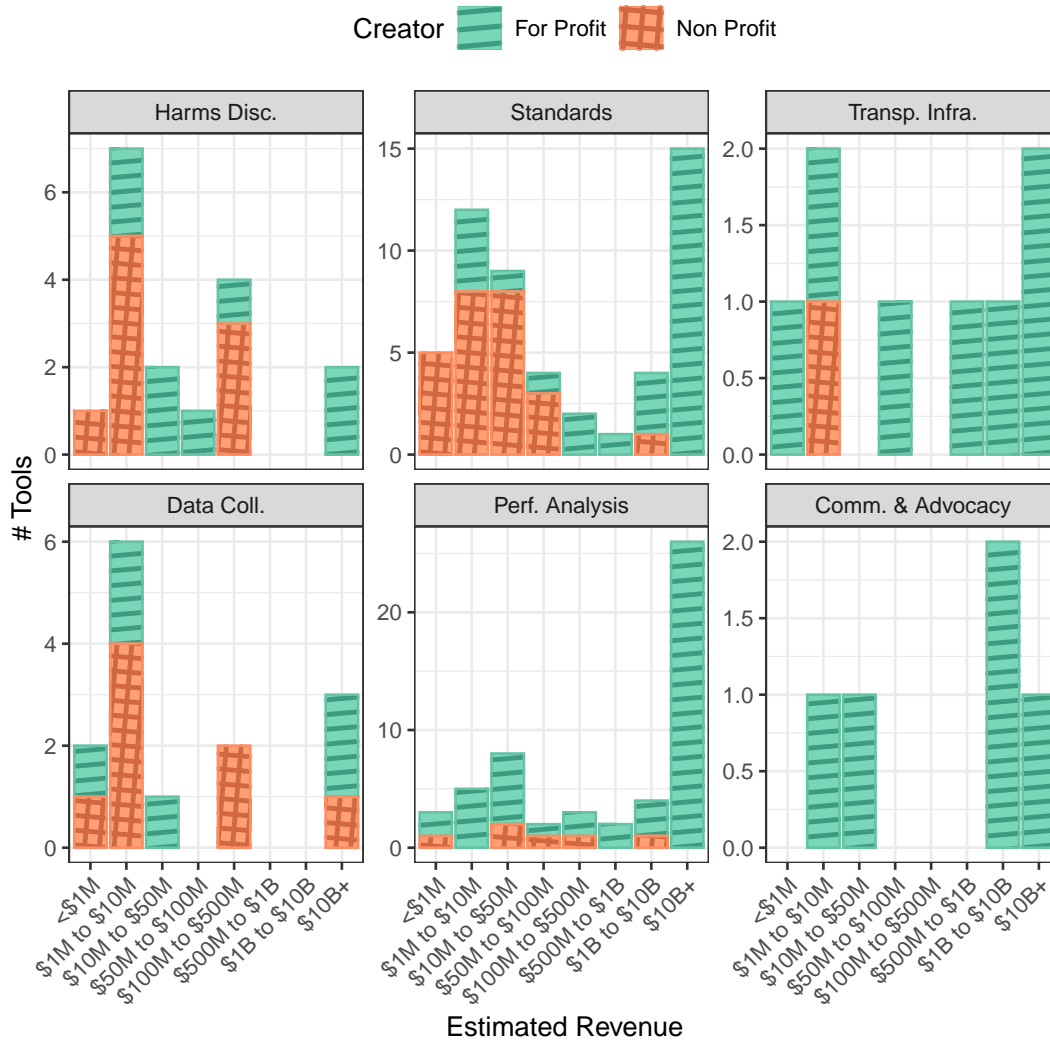 Creator For Profit Non Profit
Harms Disc. Standards Transp. Infra.
6
4
2
0
15
10
5
0
2.0
1.5
1.0
0.5
0.0
# Tools
Data Coll. Perf. Analysis Comm. & Advocacy
6
4
2
0
20
10
0
2.0
1.5
1.0
0.5
0.0
<$1M
$1M to $10M
$10M to $50M
$50M to $100M
$100M to $500M
$500M to $1B
$1B to $10B
$10B+
<$1M
$1M to $10M
$10M to $50M
$50M to $100M
$100M to $500M
$500M to $1B
$1B to $10B
$10B+
<$1M
$1M to $10M
$10M to $50M
$50M to $100M
$100M to $500M
$500M to $1B
$1B to $10B
$10B+
Estimated Revenue